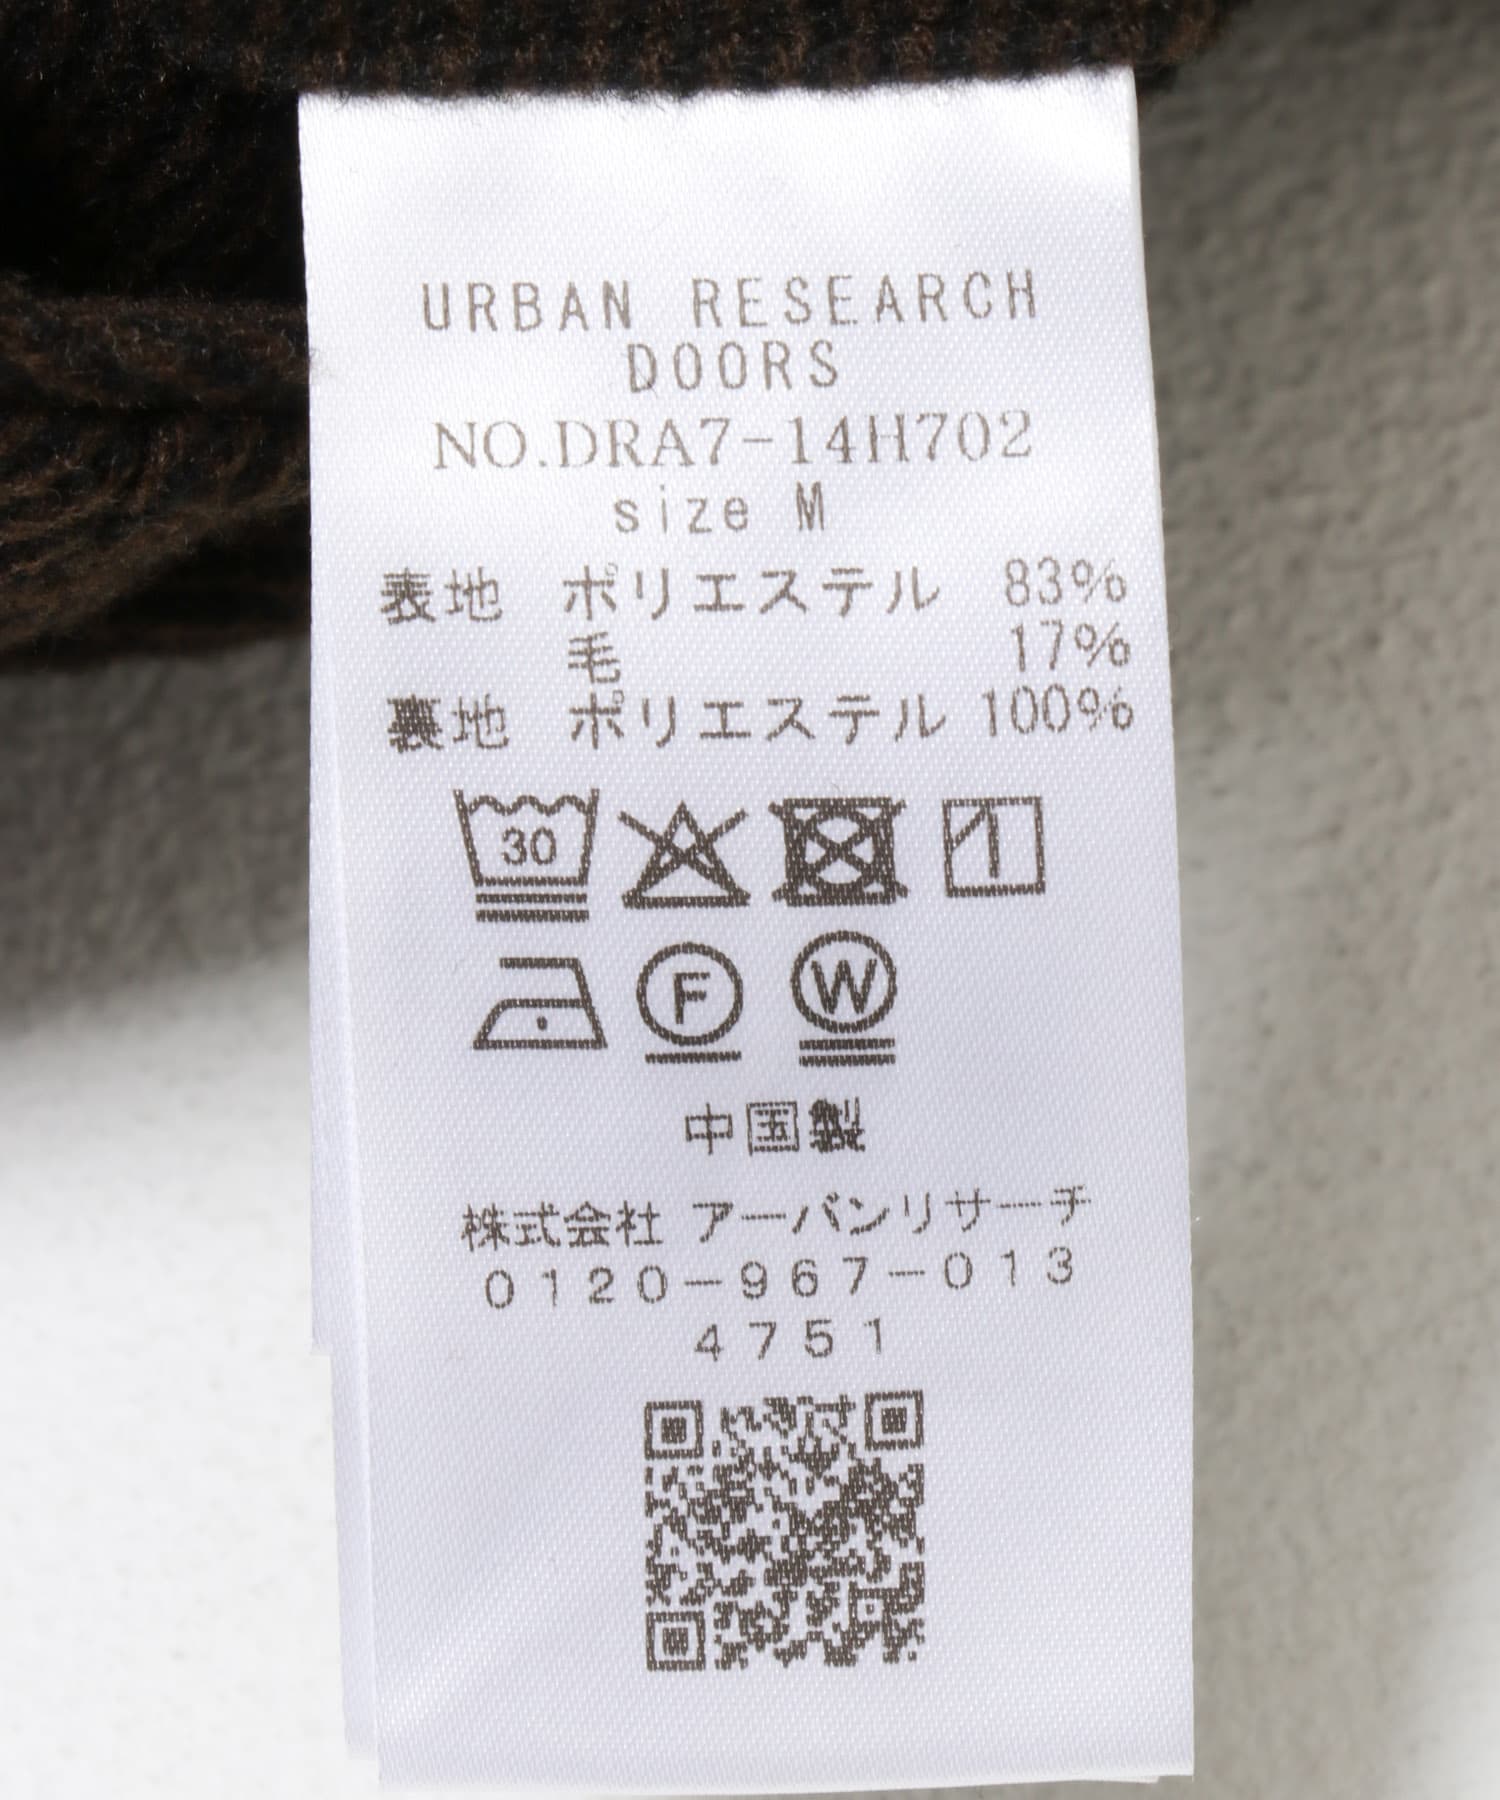 URBAN RESEARCH
DOORS
NO.DRA7-14H702
size M
表地 ポリエステル 83%
毛 17%
裏地 ポリエステル 100%
30
F W
中国製
株式会社 アーバンリサーチ
0120-967-013
4751